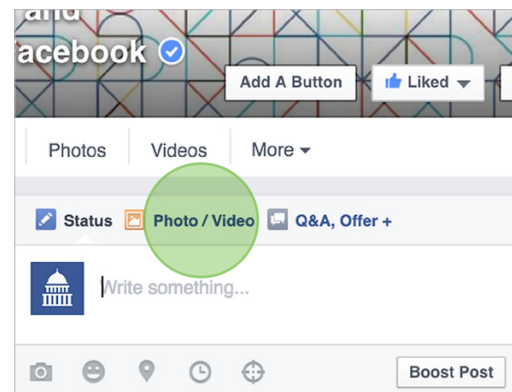 and
acebook
Add A Button
Liked
Photos
Videos
More
Status
Photo / Video
Q&A, Offer +
Write something...
Boost Post